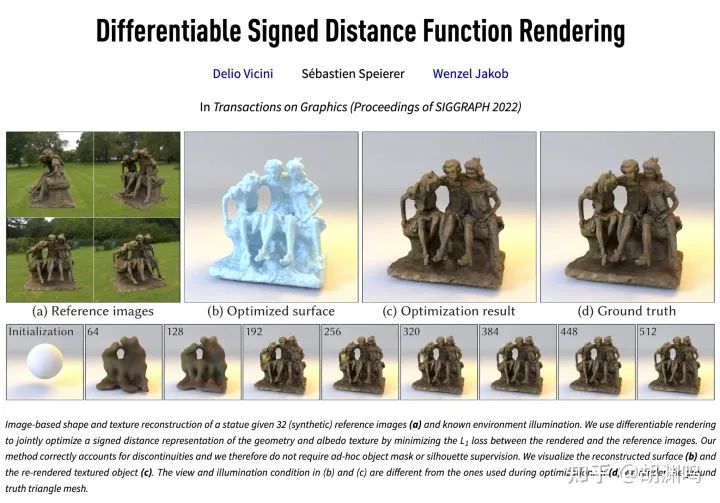 Differentiable Signed Distance Function Rendering
Delio Vicini Sébastien Speierer Wenzel Jakob
In Transactions on Graphics (Proceedings of SIGGRAPH 2022)
(a) Reference images (b) Optimized surface (c) Optimization result (d) Ground truth
Initialization 64 128 192 256 320 384 448 512
Image-based shape and texture reconstruction of a statue given 32 (synthetic) reference images (a) and known environment illumination. We use differentiable rendering
to jointly optimize a signed distance representation of the geometry and albedo texture by minimizing the L₁ loss between the rendered and the reference images. Our
method correctly accounts for discontinuities and we therefore do not require ad-hoc object mask or silhouette supervision. We visualize the reconstructed surface (b) and
the re-rendered textured object (c). The view and illumination condition in (b) and (c) are different from the ones used during optimization. (d) render the ground
truth triangle mesh.
知乎 @胡渊鸣